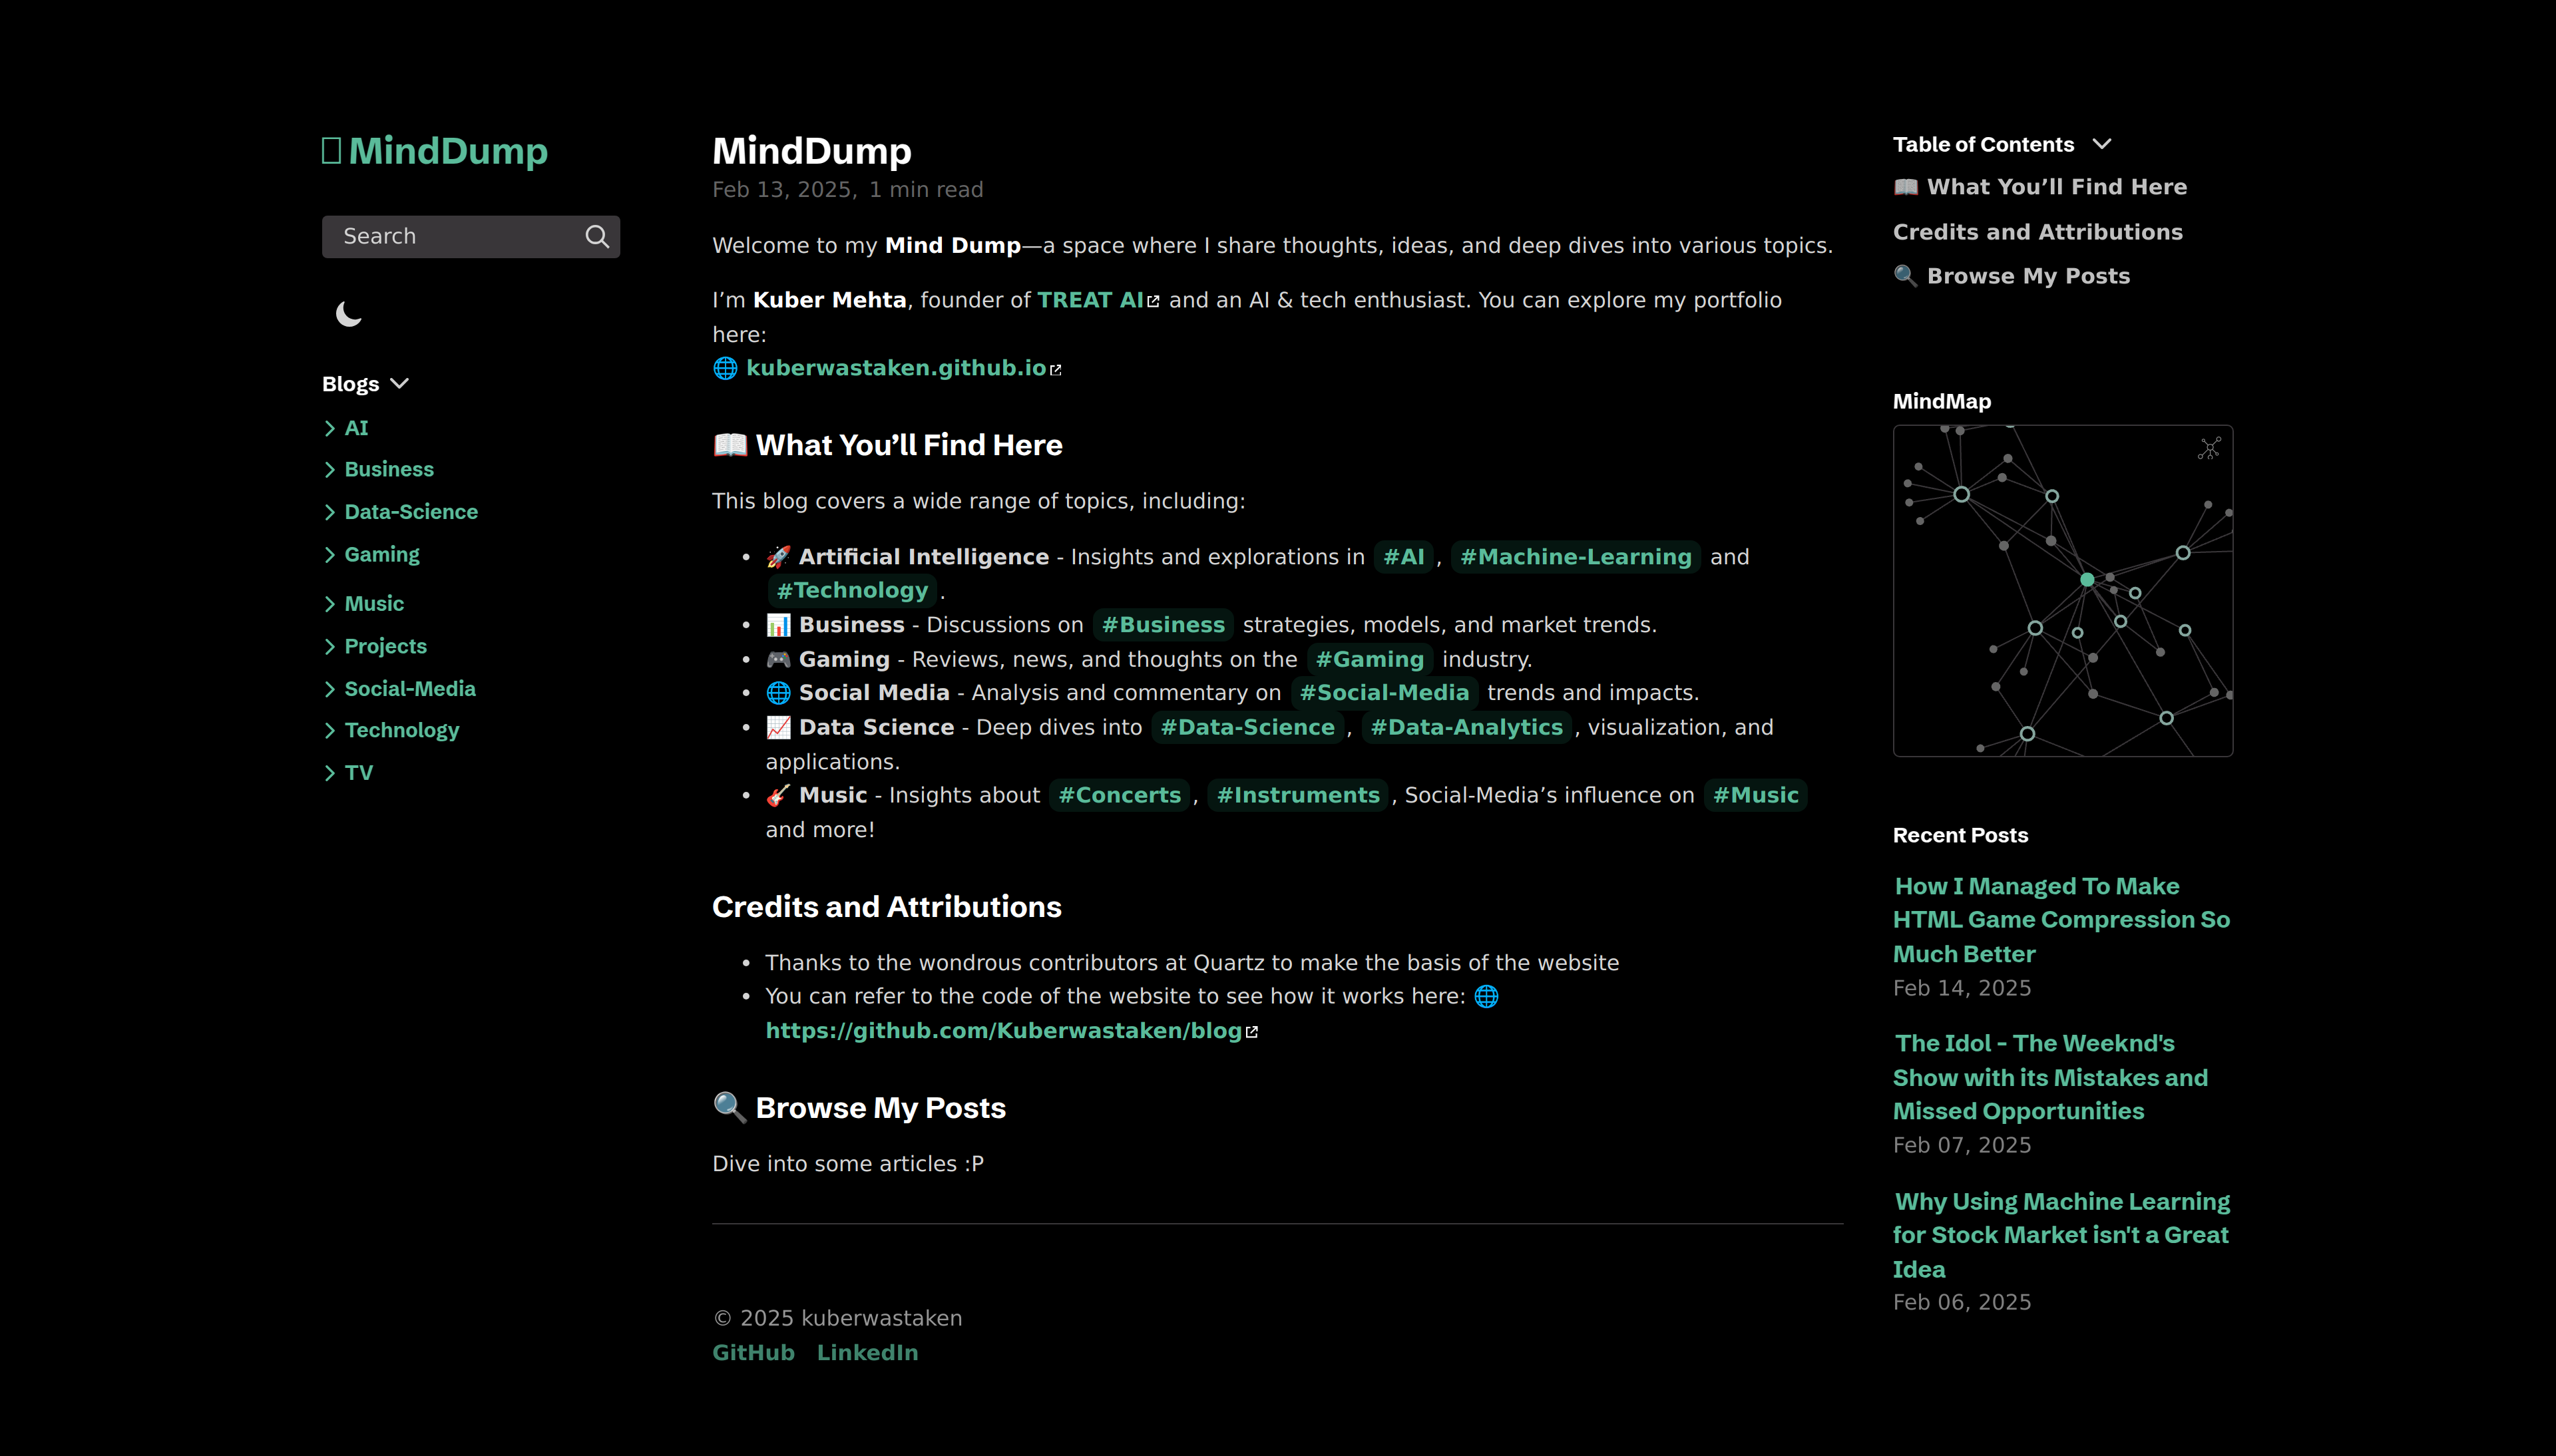 MindDump
Search
Blogs
AI
Business
Data-Science
Gaming
Music
Projects
Social-Media
Technology
TV
MindDump
Feb 13, 2025, 1 min read
Welcome to my Mind Dump—a space where I share thoughts, ideas, and deep dives into various topics.
I’m Kuber Mehta, founder of TREAT AI and an AI & tech enthusiast. You can explore my portfolio
here:
🌐 kuberwastaken.github.io
📖 What You’ll Find Here
This blog covers a wide range of topics, including:
• 🚀 Artificial Intelligence - Insights and explorations in #AI, #Machine-Learning and
#Technology.
• 📊 Business - Discussions on #Business strategies, models, and market trends.
• 🎮 Gaming - Reviews, news, and thoughts on the #Gaming industry.
• 🌐 Social Media - Analysis and commentary on #Social-Media trends and impacts.
• 📈 Data Science - Deep dives into #Data-Science, #Data-Analytics, visualization, and
applications.
• 🎸 Music - Insights about #Concerts, #Instruments, Social-Media’s influence on #Music
and more!
Credits and Attributions
• Thanks to the wondrous contributors at Quartz to make the basis of the website
• You can refer to the code of the website to see how it works here: 🌐
https://github.com/Kuberwastaken/blog
🔍 Browse My Posts
Dive into some articles :P
© 2025 kuberwastaken
GitHub LinkedIn
Table of Contents
📖 What You’ll Find Here
Credits and Attributions
🔍 Browse My Posts
MindMap
Recent Posts
How I Managed To Make
HTML Game Compression So
Much Better
Feb 14, 2025
The Idol - The Weeknd's
Show with its Mistakes and
Missed Opportunities
Feb 07, 2025
Why Using Machine Learning
for Stock Market isn't a Great
Idea
Feb 06, 2025